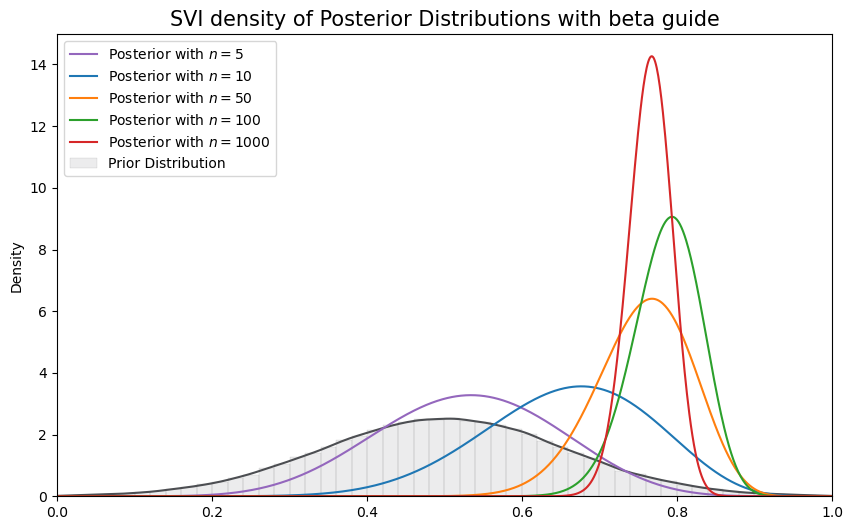 SVI density of Posterior Distributions with beta guide
Posterior with n = 5
Posterior with n = 10
Posterior with n = 50
Posterior with n = 100
Posterior with n = 1000
Prior Distribution
Density
14
12
10
8
6
4
2
0
0.0 0.2 0.4 0.6 0.8 1.0